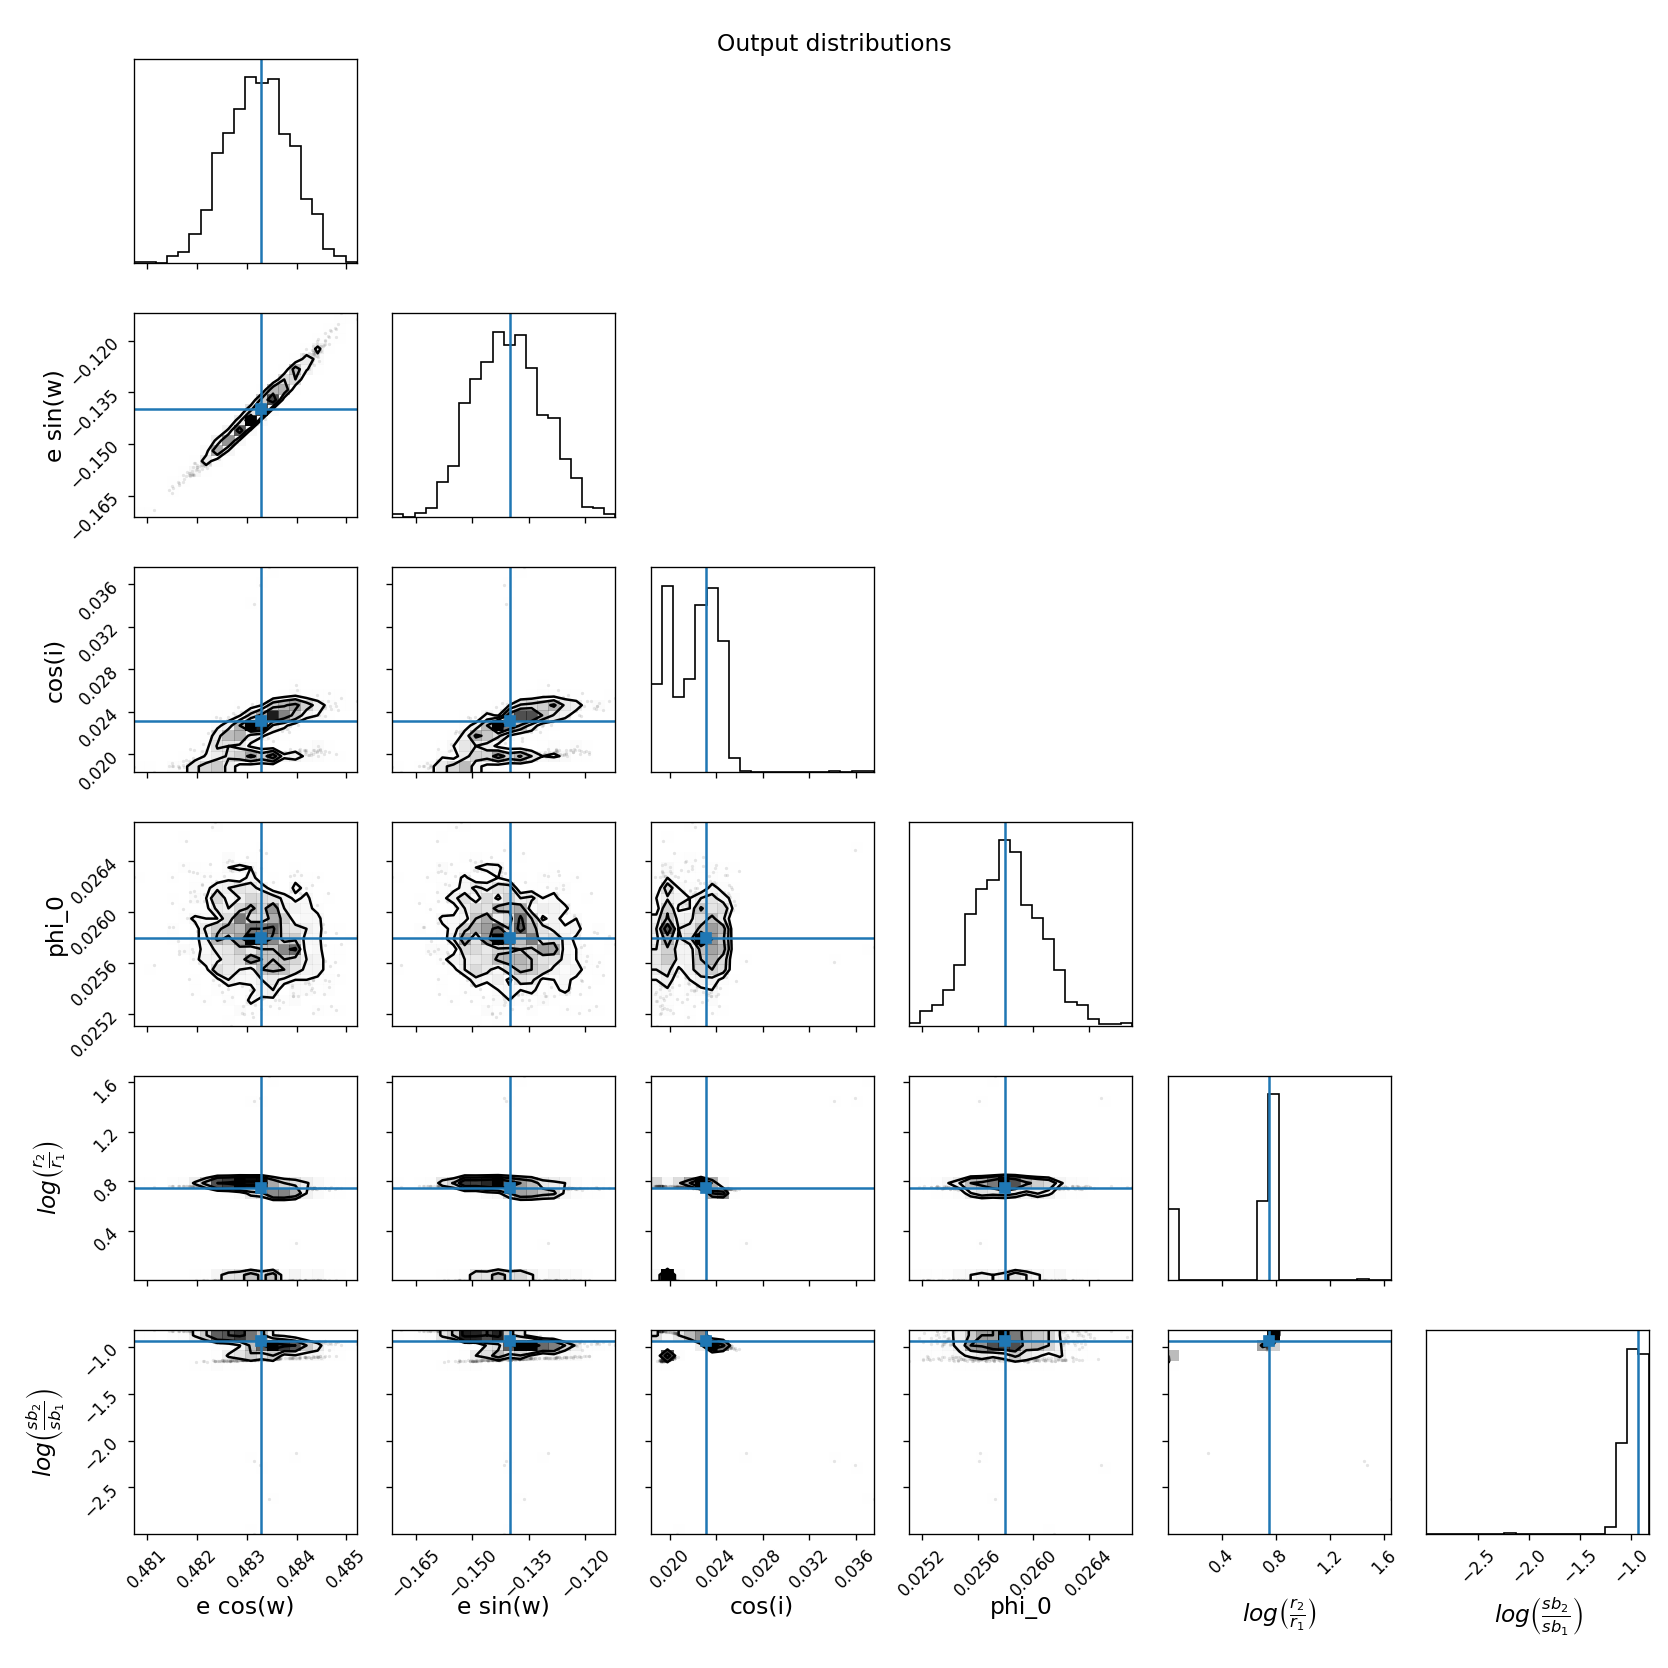 Output distributions
e sin(w)
−0.120
−0.135
−0.150
−0.165
cos(i)
0.036
0.032
0.028
0.024
0.020
phi_0
0.0264
0.0260
0.0256
0.0252
log(r₂/r₁)
1.6
1.2
0.8
0.4
log(sb₂/sb₁)
−1.0
−1.5
−2.0
−2.5
0.481 0.482 0.483 0.484 0.485
−0.165 −0.150 −0.135 −0.120
0.020 0.024 0.028 0.032 0.036
0.0252 0.0256 0.0260 0.0264
0.4 0.8 1.2 1.6
−2.5 −2.0 −1.5 −1.0
e cos(w) e sin(w) cos(i) phi_0 log(r₂/r₁) log(sb₂/sb₁)